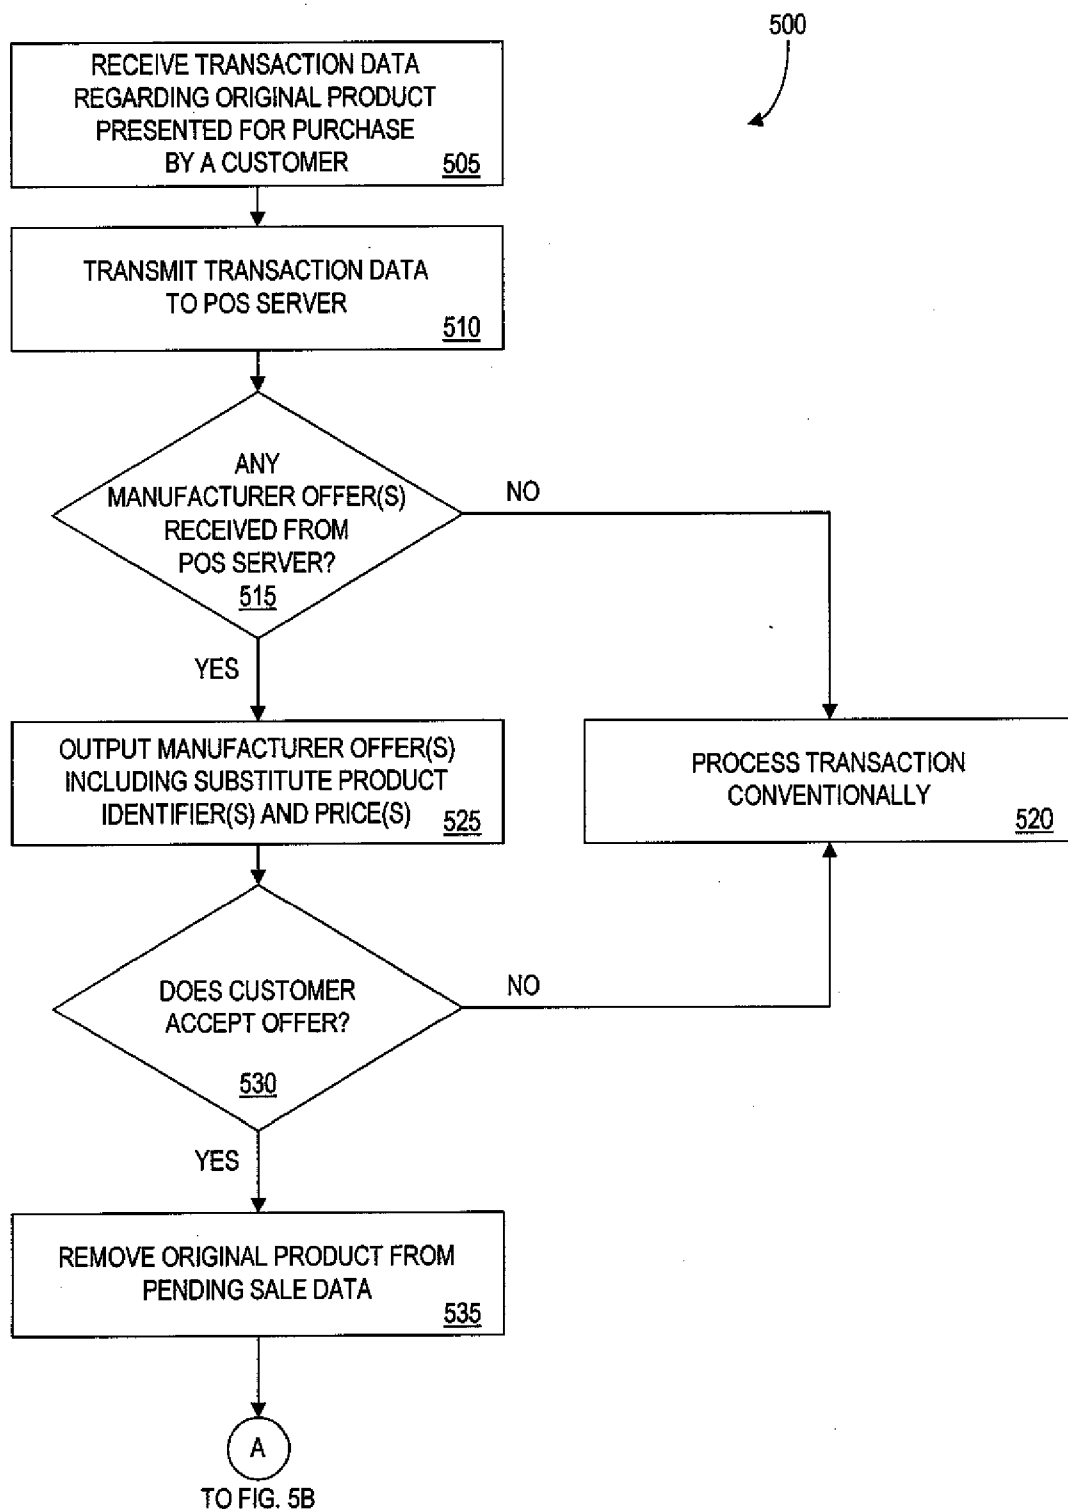 500
RECEIVE TRANSACTION DATA
REGARDING ORIGINAL PRODUCT
PRESENTED FOR PURCHASE
BY A CUSTOMER 505
TRANSMIT TRANSACTION DATA
TO POS SERVER
510
ANY
MANUFACTURER OFFER(S)
RECEIVED FROM
POS SERVER?
515
NO
YES
OUTPUT MANUFACTURER OFFER(S)
INCLUDING SUBSTITUTE PRODUCT
IDENTIFIER(S) AND PRICE(S) 525
PROCESS TRANSACTION
CONVENTIONALLY
520
DOES CUSTOMER
ACCEPT OFFER?
530
NO
YES
REMOVE ORIGINAL PRODUCT FROM
PENDING SALE DATA
535
A
TO FIG. 5B